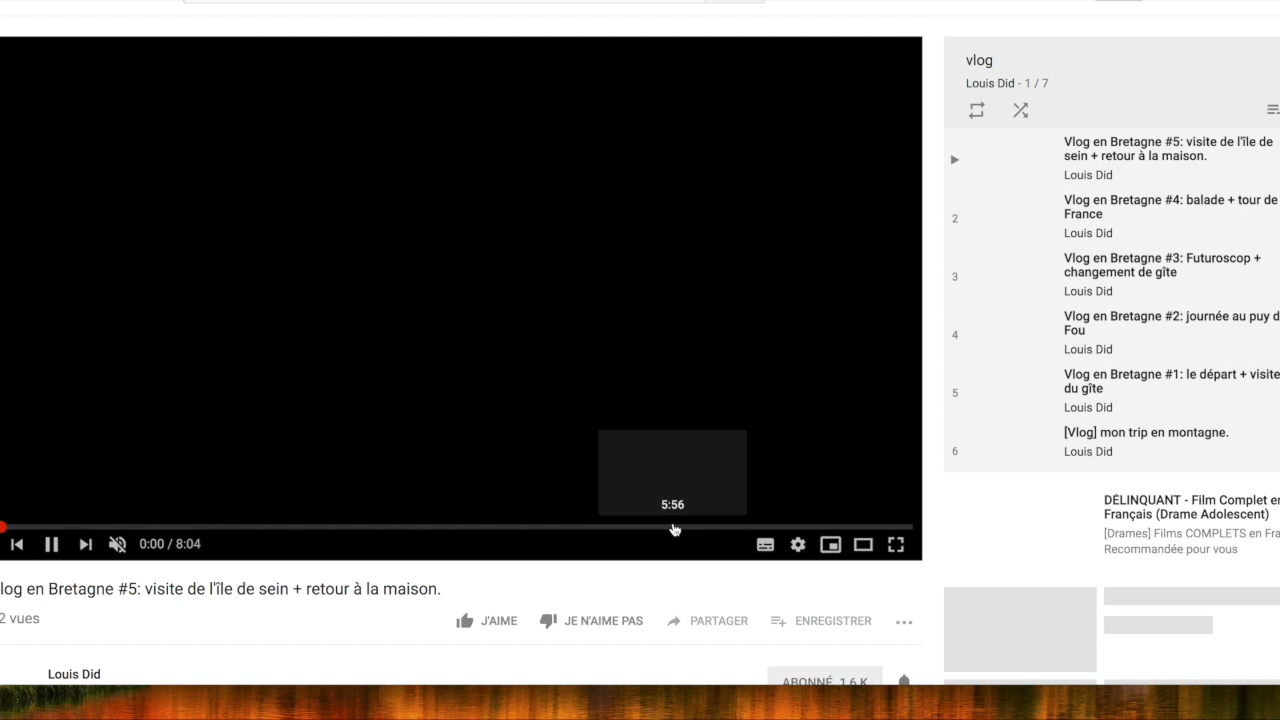 vlog
Louis Did - 1 / 7
Vlog en Bretagne #5: visite de l'île de
sein + retour à la maison.
Louis Did
2
Vlog en Bretagne #4: balade + tour de
France
Louis Did
3
Vlog en Bretagne #3: Futuroscop +
changement de gîte
Louis Did
4
Vlog en Bretagne #2: journée au puy d
Fou
Louis Did
5
Vlog en Bretagne #1: le départ + visite
du gîte
Louis Did
6
[Vlog] mon trip en montagne.
Louis Did
5:56
0:00 / 8:04
DÉLINQUANT - Film Complet en
Français (Drame Adolescent)
[Drames] Films COMPLETS en Fra
Recommandée pour vous
log en Bretagne #5: visite de l'île de sein + retour à la maison.
2 vues
J'AIME
JE N'AIME PAS
PARTAGER
ENREGISTRER
Louis Did
ABONNÉ 1,6 K